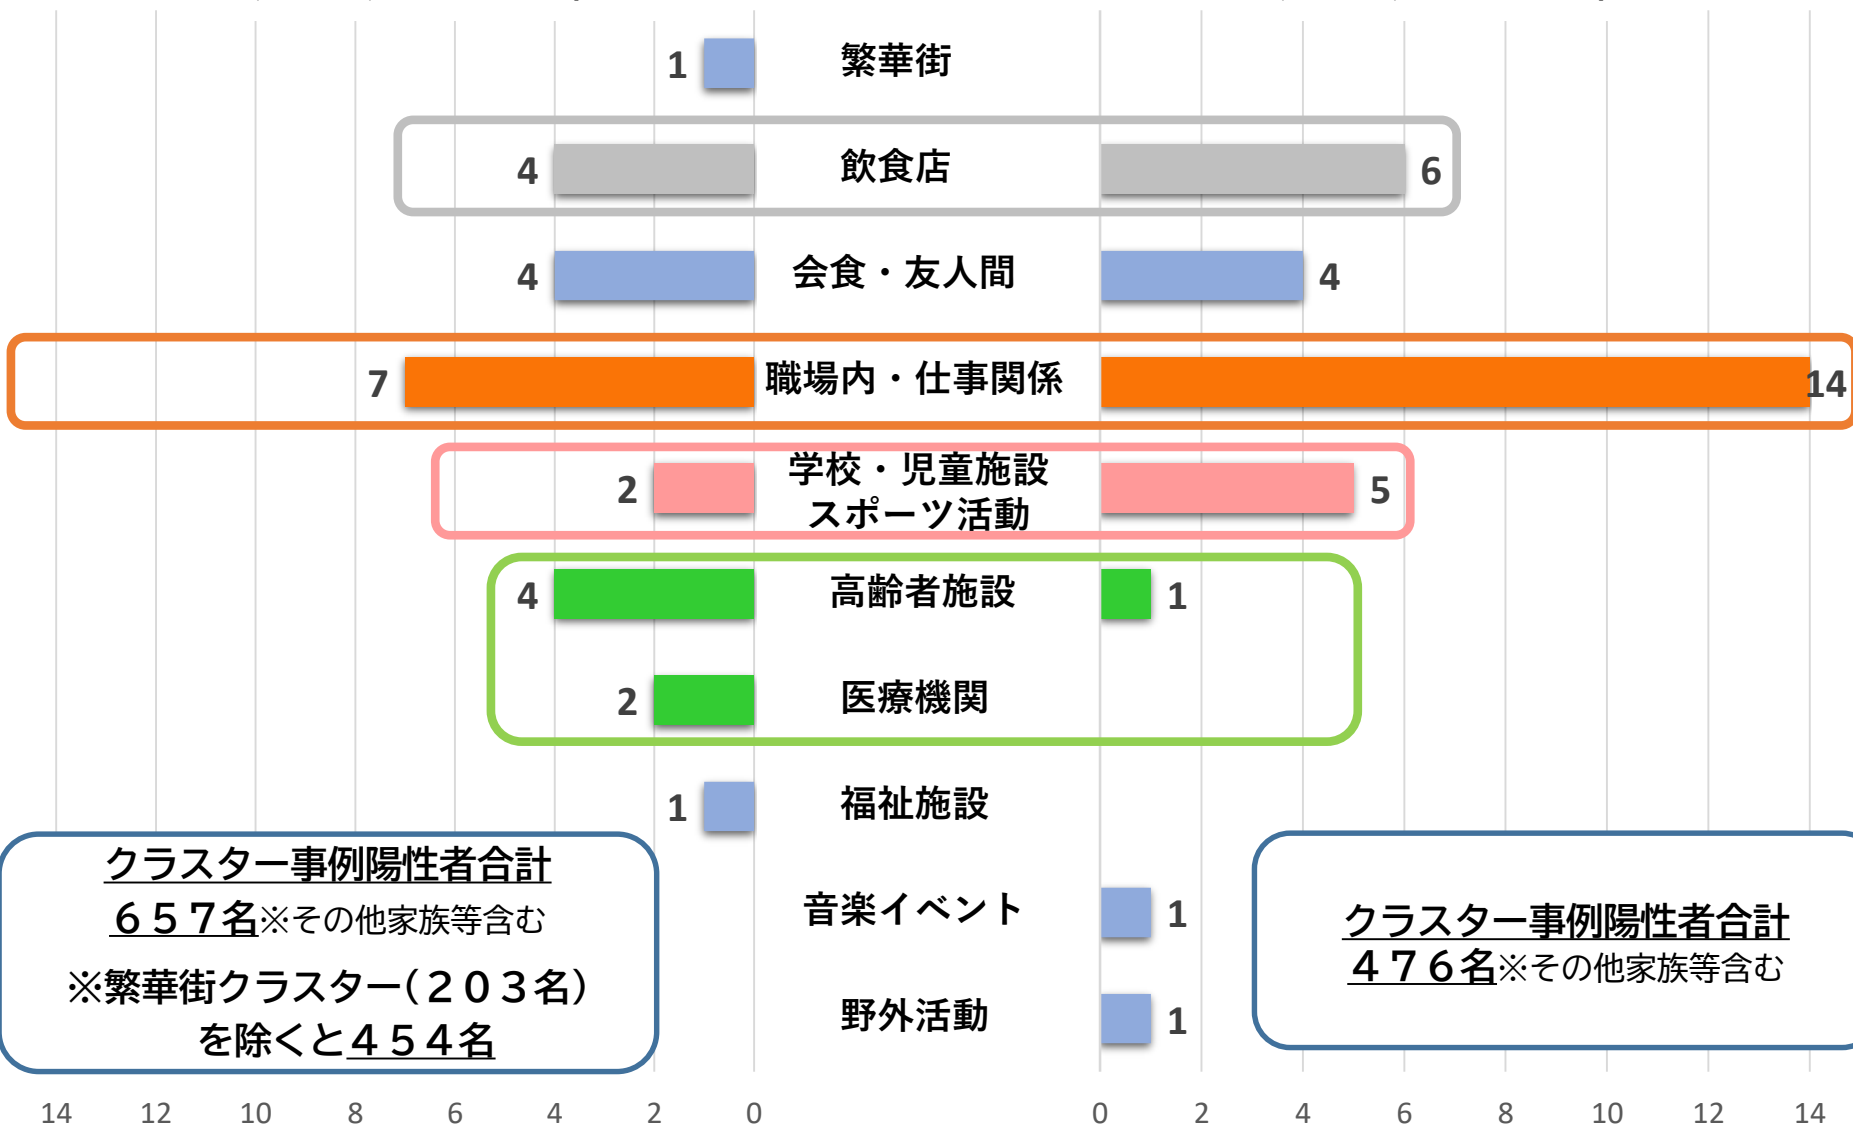 1 繁華街
4 飲食店 6
4 会食・友人間 4
7 職場内・仕事関係 14
2 学校・児童施設 5
スポーツ活動
4 高齢者施設 1
2 医療機関
1 福祉施設
音楽イベント 1
野外活動 1
クラスター事例陽性者合計
６５７名※その他家族等含む
※繁華街クラスター(２０３名)
を除くと４５４名
クラスター事例陽性者合計
４７６名※その他家族等含む
14 12 10 8 6 4 2 0 0 2 4 6 8 10 12 14